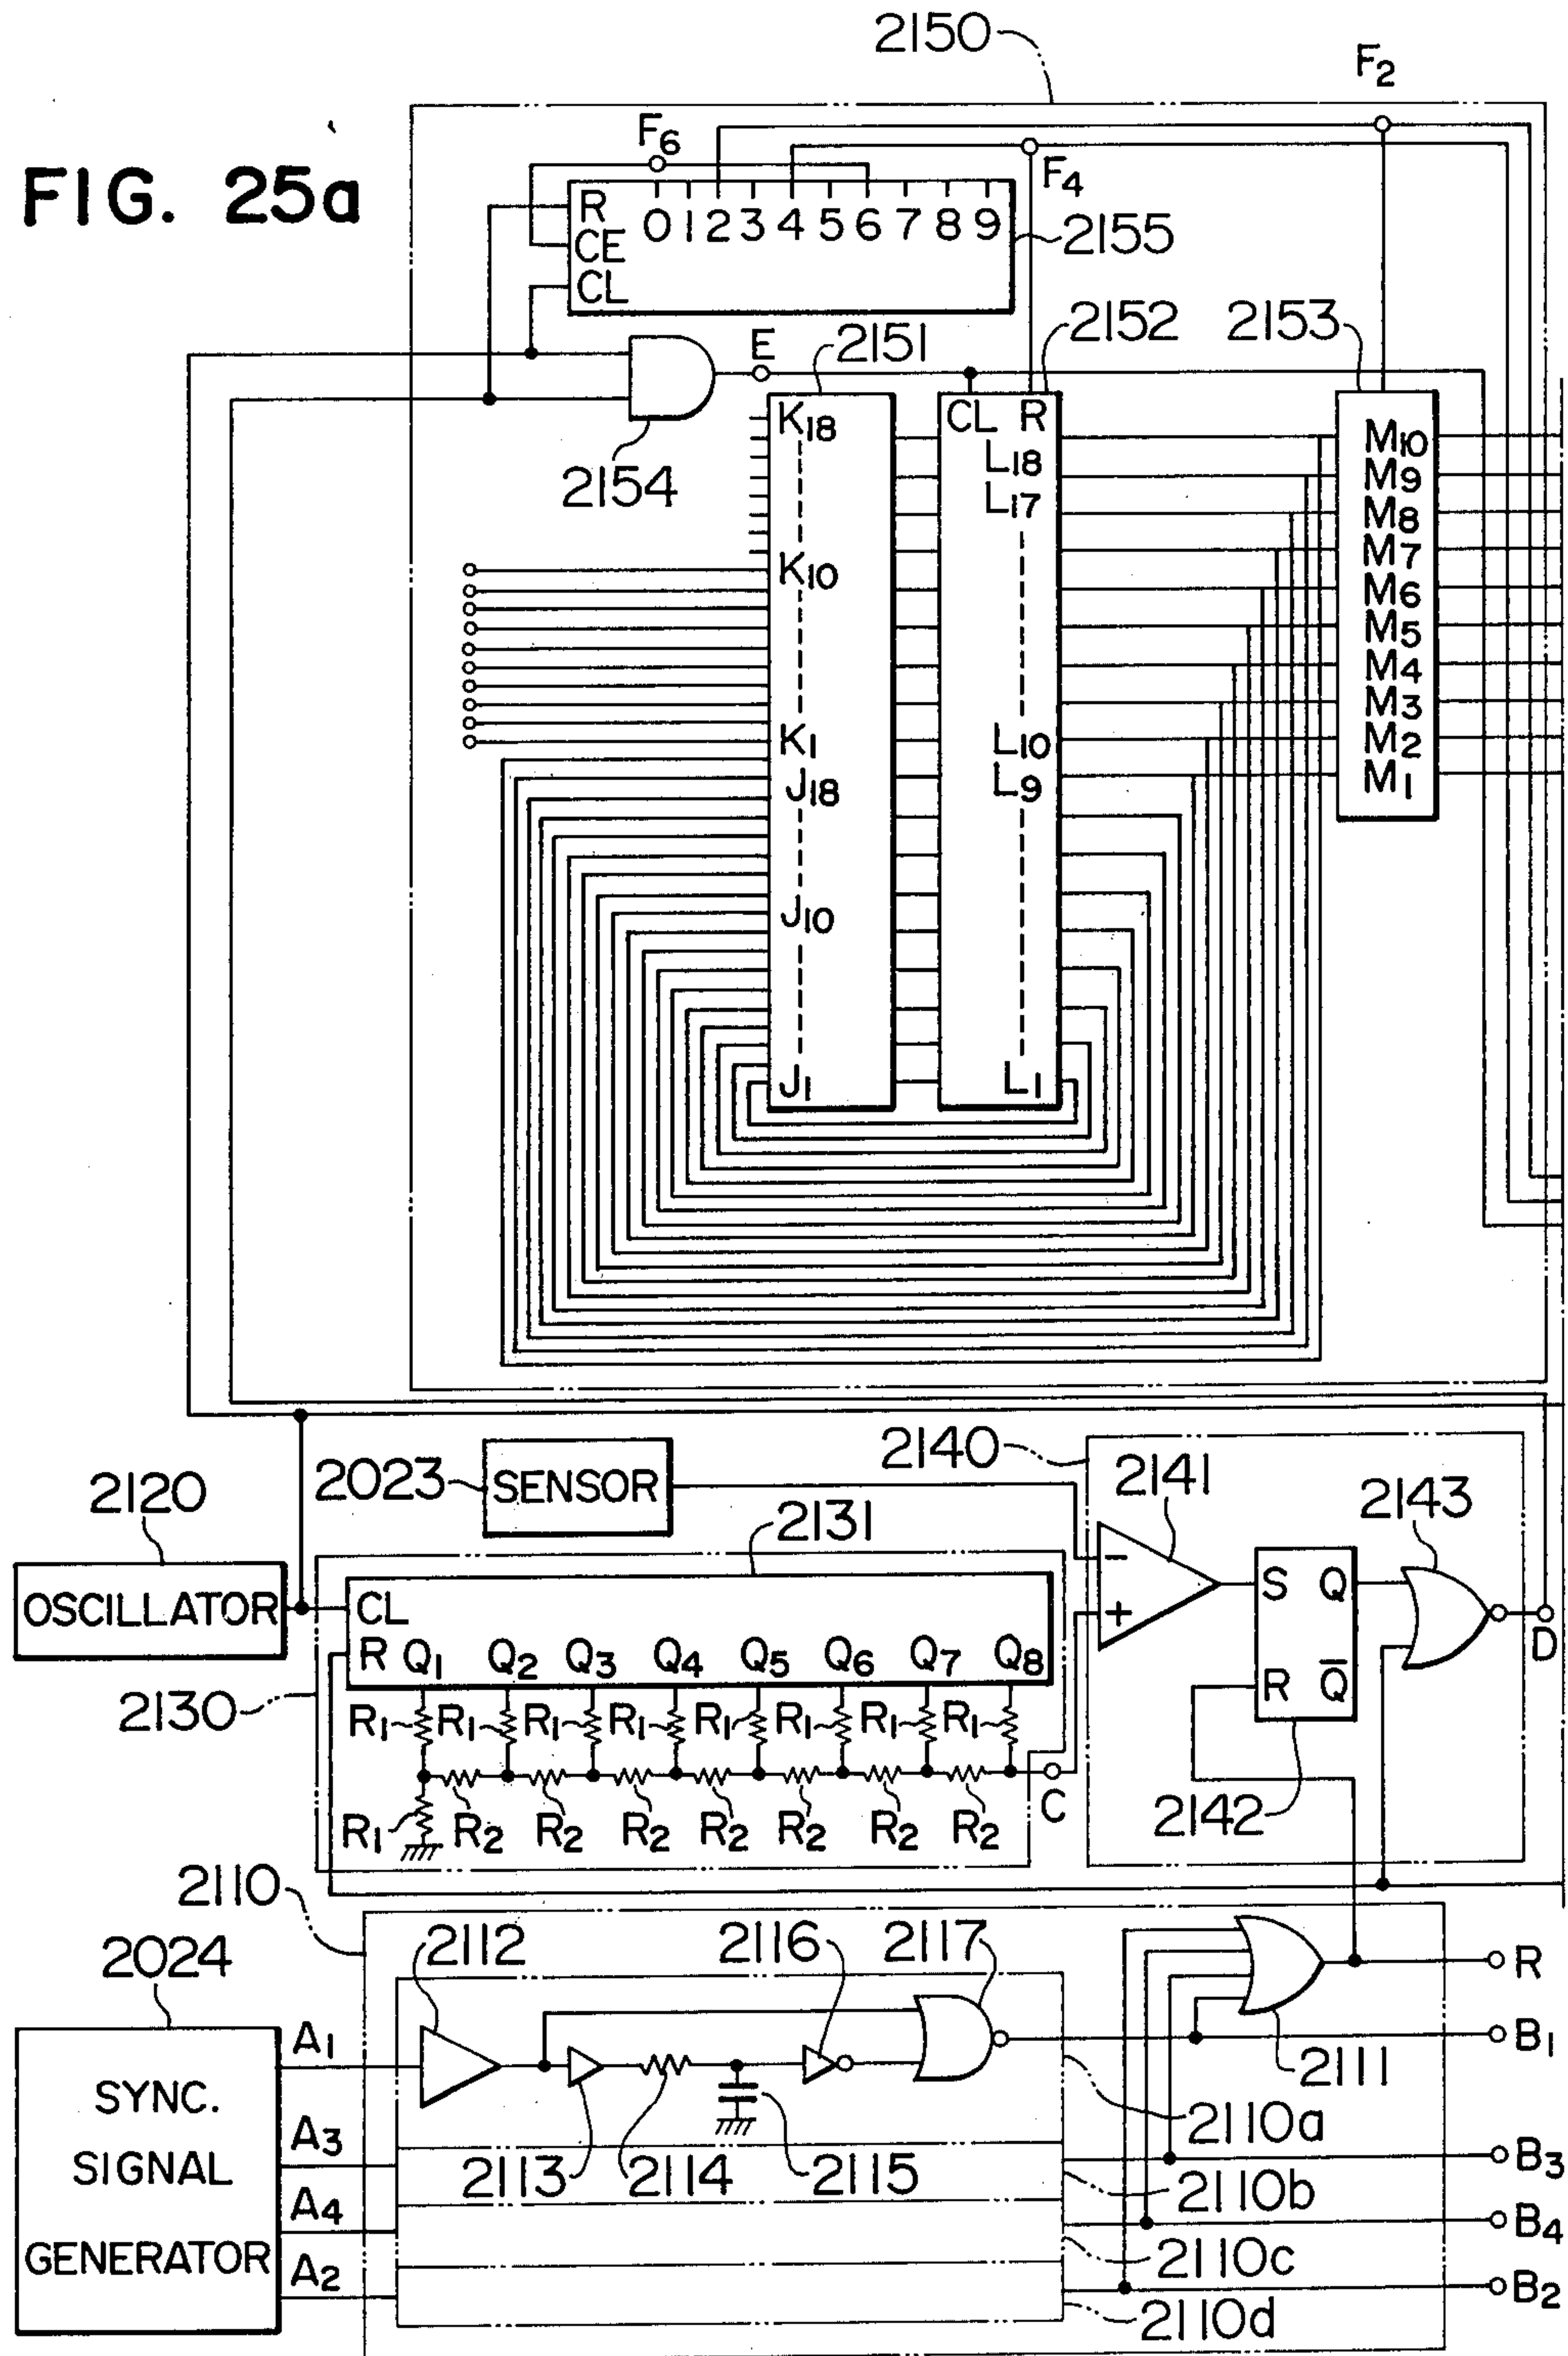 2150
F2
FIG. 25a
F6
F4
R
CE
CL
0 1 2 3 4 5 6 7 8 9
2155
E
2151
2152
2153
2154
K18
K10
K1
J18
J10
J1
CL R
L18
L17
L10
L9
L1
M10
M9
M8
M7
M6
M5
M4
M3
M2
M1
2120
2023
SENSOR
2140
2141
2143
2131
OSCILLATOR
CL
R Q1 Q2 Q3 Q4 Q5 Q6 Q7 Q8
−
+
S Q
R Q̅
D
2130
R1 R1 R1 R1 R1 R1 R1 R1
C
R1 R2 R2 R2 R2 R2 R2 R2
2142
2110
2024
2112
2116
2117
R
A1
B1
2111
SYNC.
SIGNAL
GENERATOR
2110a
A3
2113
2114
2115
B3
2110b
A4
B4
2110c
A2
B2
2110d